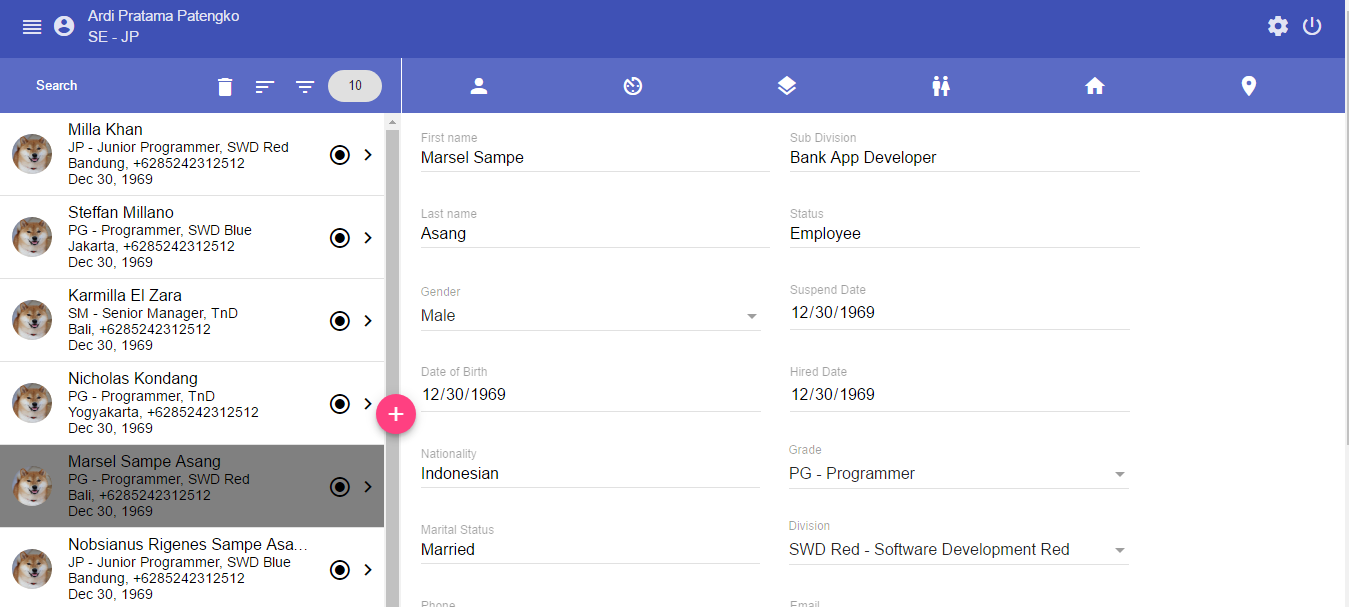 Ardi Pratama Patengko
SE - JP
Search
10
Milla Khan
JP - Junior Programmer, SWD Red
Bandung, +6285242312512
Dec 30, 1969
Steffan Millano
PG - Programmer, SWD Blue
Jakarta, +6285242312512
Dec 30, 1969
Karmilla El Zara
SM - Senior Manager, TnD
Bali, +6285242312512
Dec 30, 1969
Nicholas Kondang
PG - Programmer, TnD
Yogyakarta, +6285242312512
Dec 30, 1969
Marsel Sampe Asang
PG - Programmer, SWD Red
Bali, +6285242312512
Dec 30, 1969
Nobsianus Rigenes Sampe Asa...
JP - Junior Programmer, SWD Blue
Bandung, +6285242312512
Dec 30, 1969
+
First name
Marsel Sampe
Last name
Asang
Gender
Male
Date of Birth
12/30/1969
Nationality
Indonesian
Marital Status
Married
Phone
Sub Division
Bank App Developer
Status
Employee
Suspend Date
12/30/1969
Hired Date
12/30/1969
Grade
PG - Programmer
Division
SWD Red - Software Development Red
Email